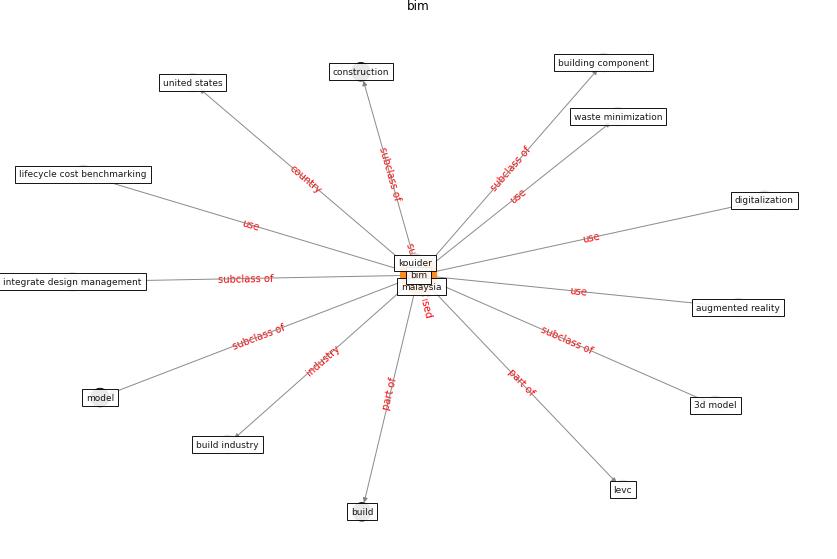 bim
building component
construction
united states
waste minimization
subclass of
subclass of
lifecycle cost benchmarking
country
use
digitalization
use
use
kouider
bim
integrate design management
subclass of
malaysia
use
augmented reality
subclass of
subclass of
industry
part of
part of
model
3d model
build industry
levc
build